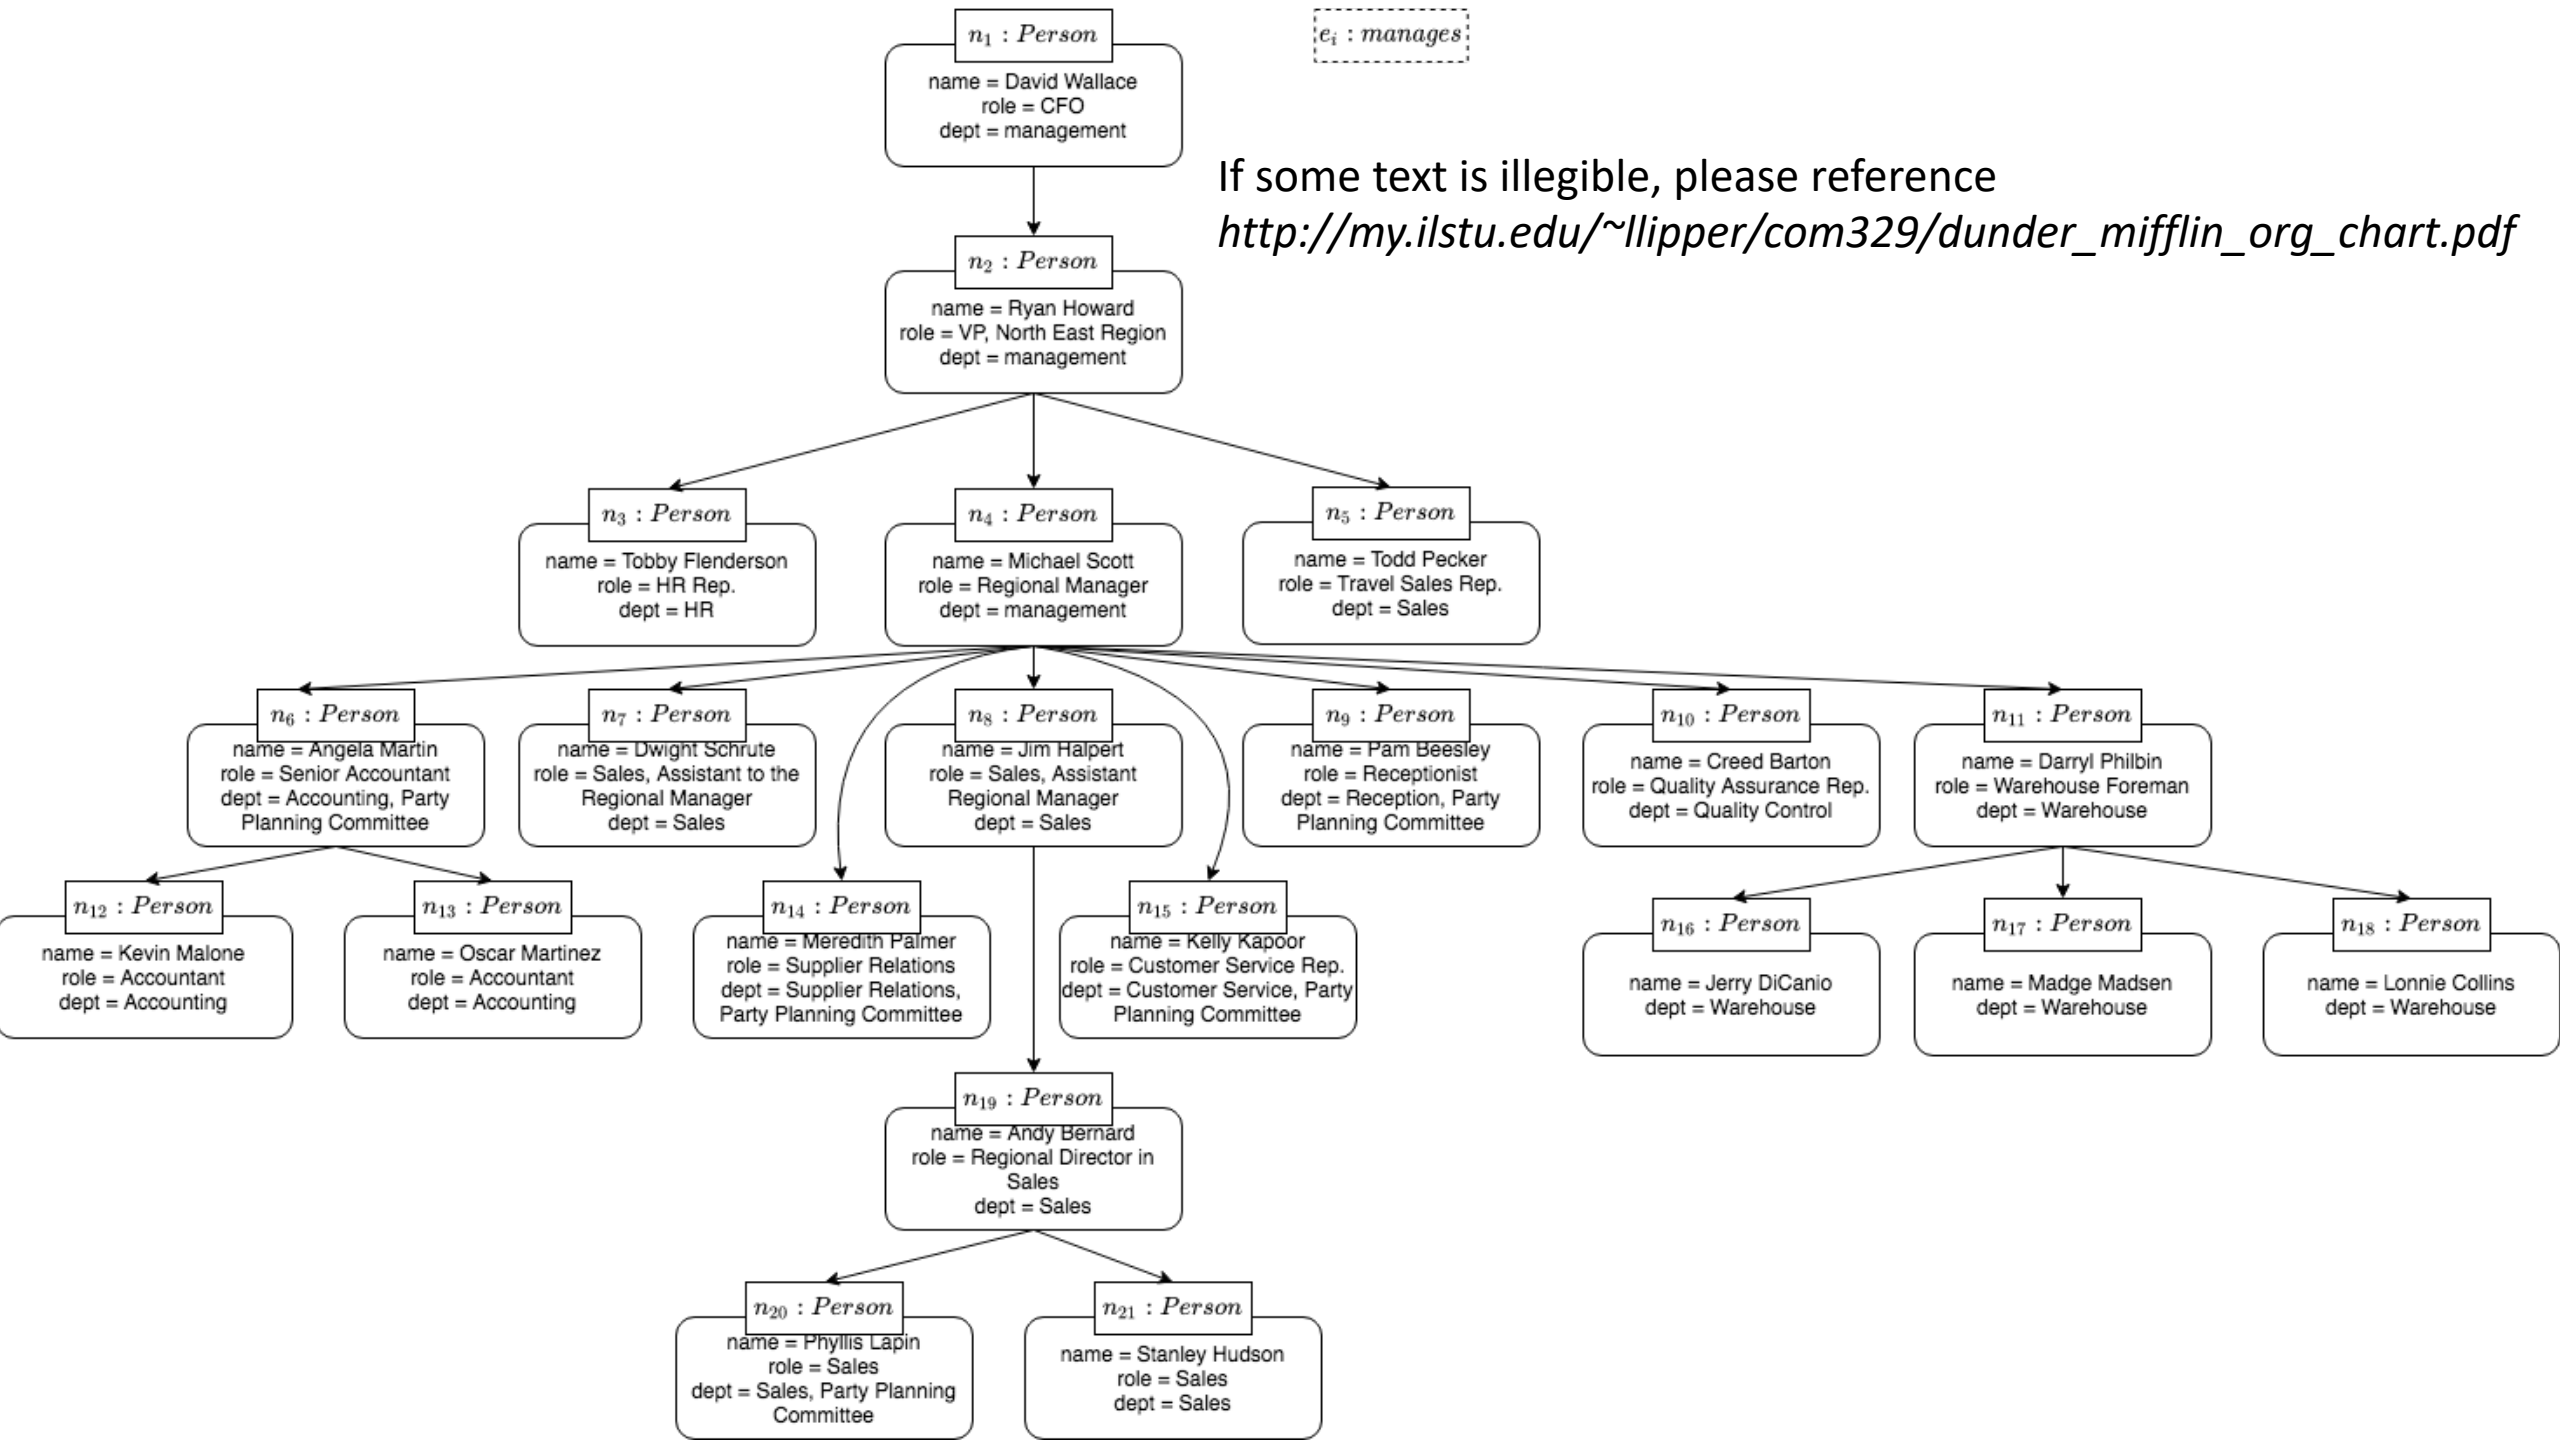 n₁ : Person
eᵢ : manages
name = David Wallace
role = CFO
dept = management
If some text is illegible, please reference
http://my.ilstu.edu/~llipper/com329/dunder_mifflin_org_chart.pdf
n₂ : Person
name = Ryan Howard
role = VP, North East Region
dept = management
n₃ : Person
name = Tobby Flenderson
role = HR Rep.
dept = HR
n₄ : Person
name = Michael Scott
role = Regional Manager
dept = management
n₅ : Person
name = Todd Pecker
role = Travel Sales Rep.
dept = Sales
n₆ : Person
name = Angela Martin
role = Senior Accountant
dept = Accounting, Party
Planning Committee
n₇ : Person
name = Dwight Schrute
role = Sales, Assistant to the
Regional Manager
dept = Sales
n₈ : Person
name = Jim Halpert
role = Sales, Assistant
Regional Manager
dept = Sales
n₉ : Person
name = Pam Beesley
role = Receptionist
dept = Reception, Party
Planning Committee
n₁₀ : Person
name = Creed Barton
role = Quality Assurance Rep.
dept = Quality Control
n₁₁ : Person
name = Darryl Philbin
role = Warehouse Foreman
dept = Warehouse
n₁₂ : Person
name = Kevin Malone
role = Accountant
dept = Accounting
n₁₃ : Person
name = Oscar Martinez
role = Accountant
dept = Accounting
n₁₄ : Person
name = Meredith Palmer
role = Supplier Relations
dept = Supplier Relations,
Party Planning Committee
n₁₅ : Person
name = Kelly Kapoor
role = Customer Service Rep.
dept = Customer Service, Party
Planning Committee
n₁₆ : Person
name = Jerry DiCanio
dept = Warehouse
n₁₇ : Person
name = Madge Madsen
dept = Warehouse
n₁₈ : Person
name = Lonnie Collins
dept = Warehouse
n₁₉ : Person
name = Andy Bernard
role = Regional Director in
Sales
dept = Sales
n₂₀ : Person
name = Phyllis Lapin
role = Sales
dept = Sales, Party Planning
Committee
n₂₁ : Person
name = Stanley Hudson
role = Sales
dept = Sales